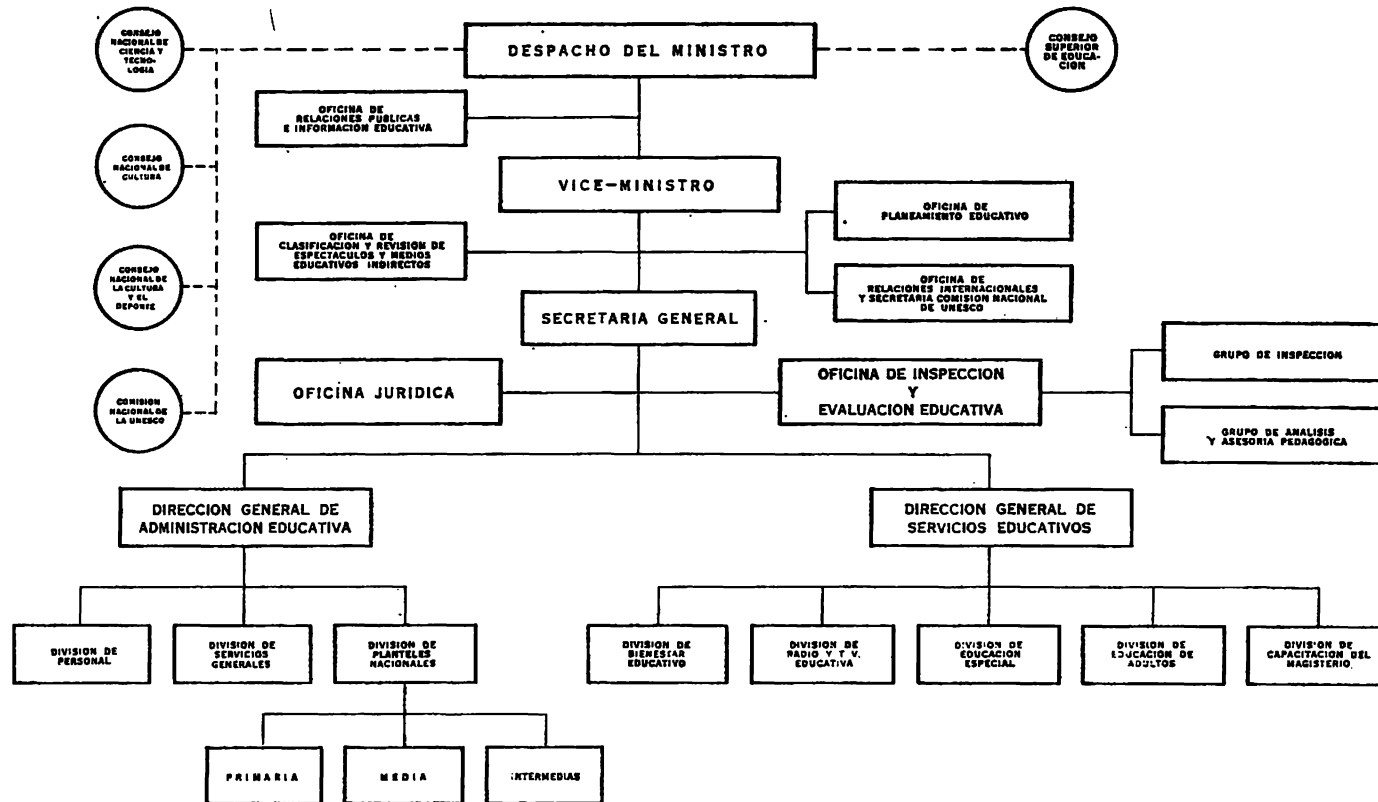 CONSEJO
NACIONAL DE
CIENCIA Y
TECNO-
LOGIA
DESPACHO DEL MINISTRO
CONSEJO
SUPERIOR
DE EDUCA-
CION
OFICINA DE
RELACIONES PUBLICAS
E INFORMACION EDUCATIVA
CONSEJO
NACIONAL DE
CULTURA
VICE-MINISTRO
OFICINA DE
PLANEAMIENTO EDUCATIVO
OFICINA DE
CLASIFICACION Y REVISION DE
ESPECTACULOS Y MEDIOS
EDUCATIVOS INDIRECTOS
CONSEJO
NACIONAL DE
LA CULTURA
Y EL
DEPORTE
OFICINA DE
RELACIONES INTERNACIONALES
Y SECRETARIA COMISION NACIONAL
DE UNESCO
SECRETARIA GENERAL
GRUPO DE INSPECCION
OFICINA JURIDICA
OFICINA DE INSPECCION
Y
EVALUACION EDUCATIVA
COMISION
NACIONAL DE
LA UNESCO
GRUPO DE ANALISIS
Y ASESORIA PEDAGOGICA
DIRECCION GENERAL DE
ADMINISTRACION EDUCATIVA
DIRECCION GENERAL DE
SERVICIOS EDUCATIVOS
DIVISION DE
PERSONAL
DIVISION DE
SERVICIOS
GENERALES
DIVISION DE
PLANTELES
NACIONALES
DIVISION DE
BIENESTAR
EDUCATIVO
DIVISION DE
RADIO Y T V.
EDUCATIVA
DIVISION DE
EDUCACION
ESPECIAL
DIVISION DE
EDUCACION DE
ADULTOS
DIVISION DE
CAPACITACION DEL
MAGISTERIO.
PRIMARIA
MEDIA
INTERMEDIAS